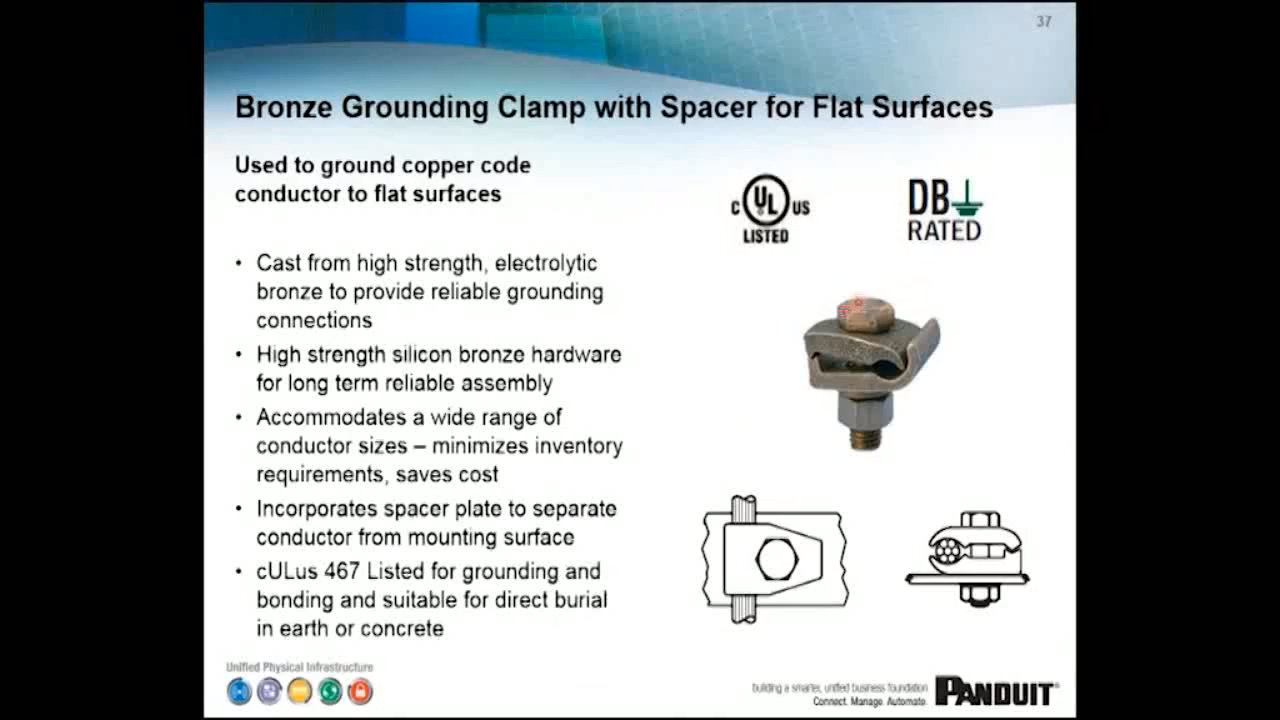 37
Bronze Grounding Clamp with Spacer for Flat Surfaces
Used to ground copper code
conductor to flat surfaces
C UL US
LISTED
DB
RATED
• Cast from high strength, electrolytic
bronze to provide reliable grounding
connections
• High strength silicon bronze hardware
for long term reliable assembly
• Accommodates a wide range of
conductor sizes – minimizes inventory
requirements, saves cost
• Incorporates spacer plate to separate
conductor from mounting surface
• cULus 467 Listed for grounding and
bonding and suitable for direct burial
in earth or concrete
Unified Physical Infrastructure
building a smarter, unified business foundation
Connect. Manage. Automate.
PANDUIT